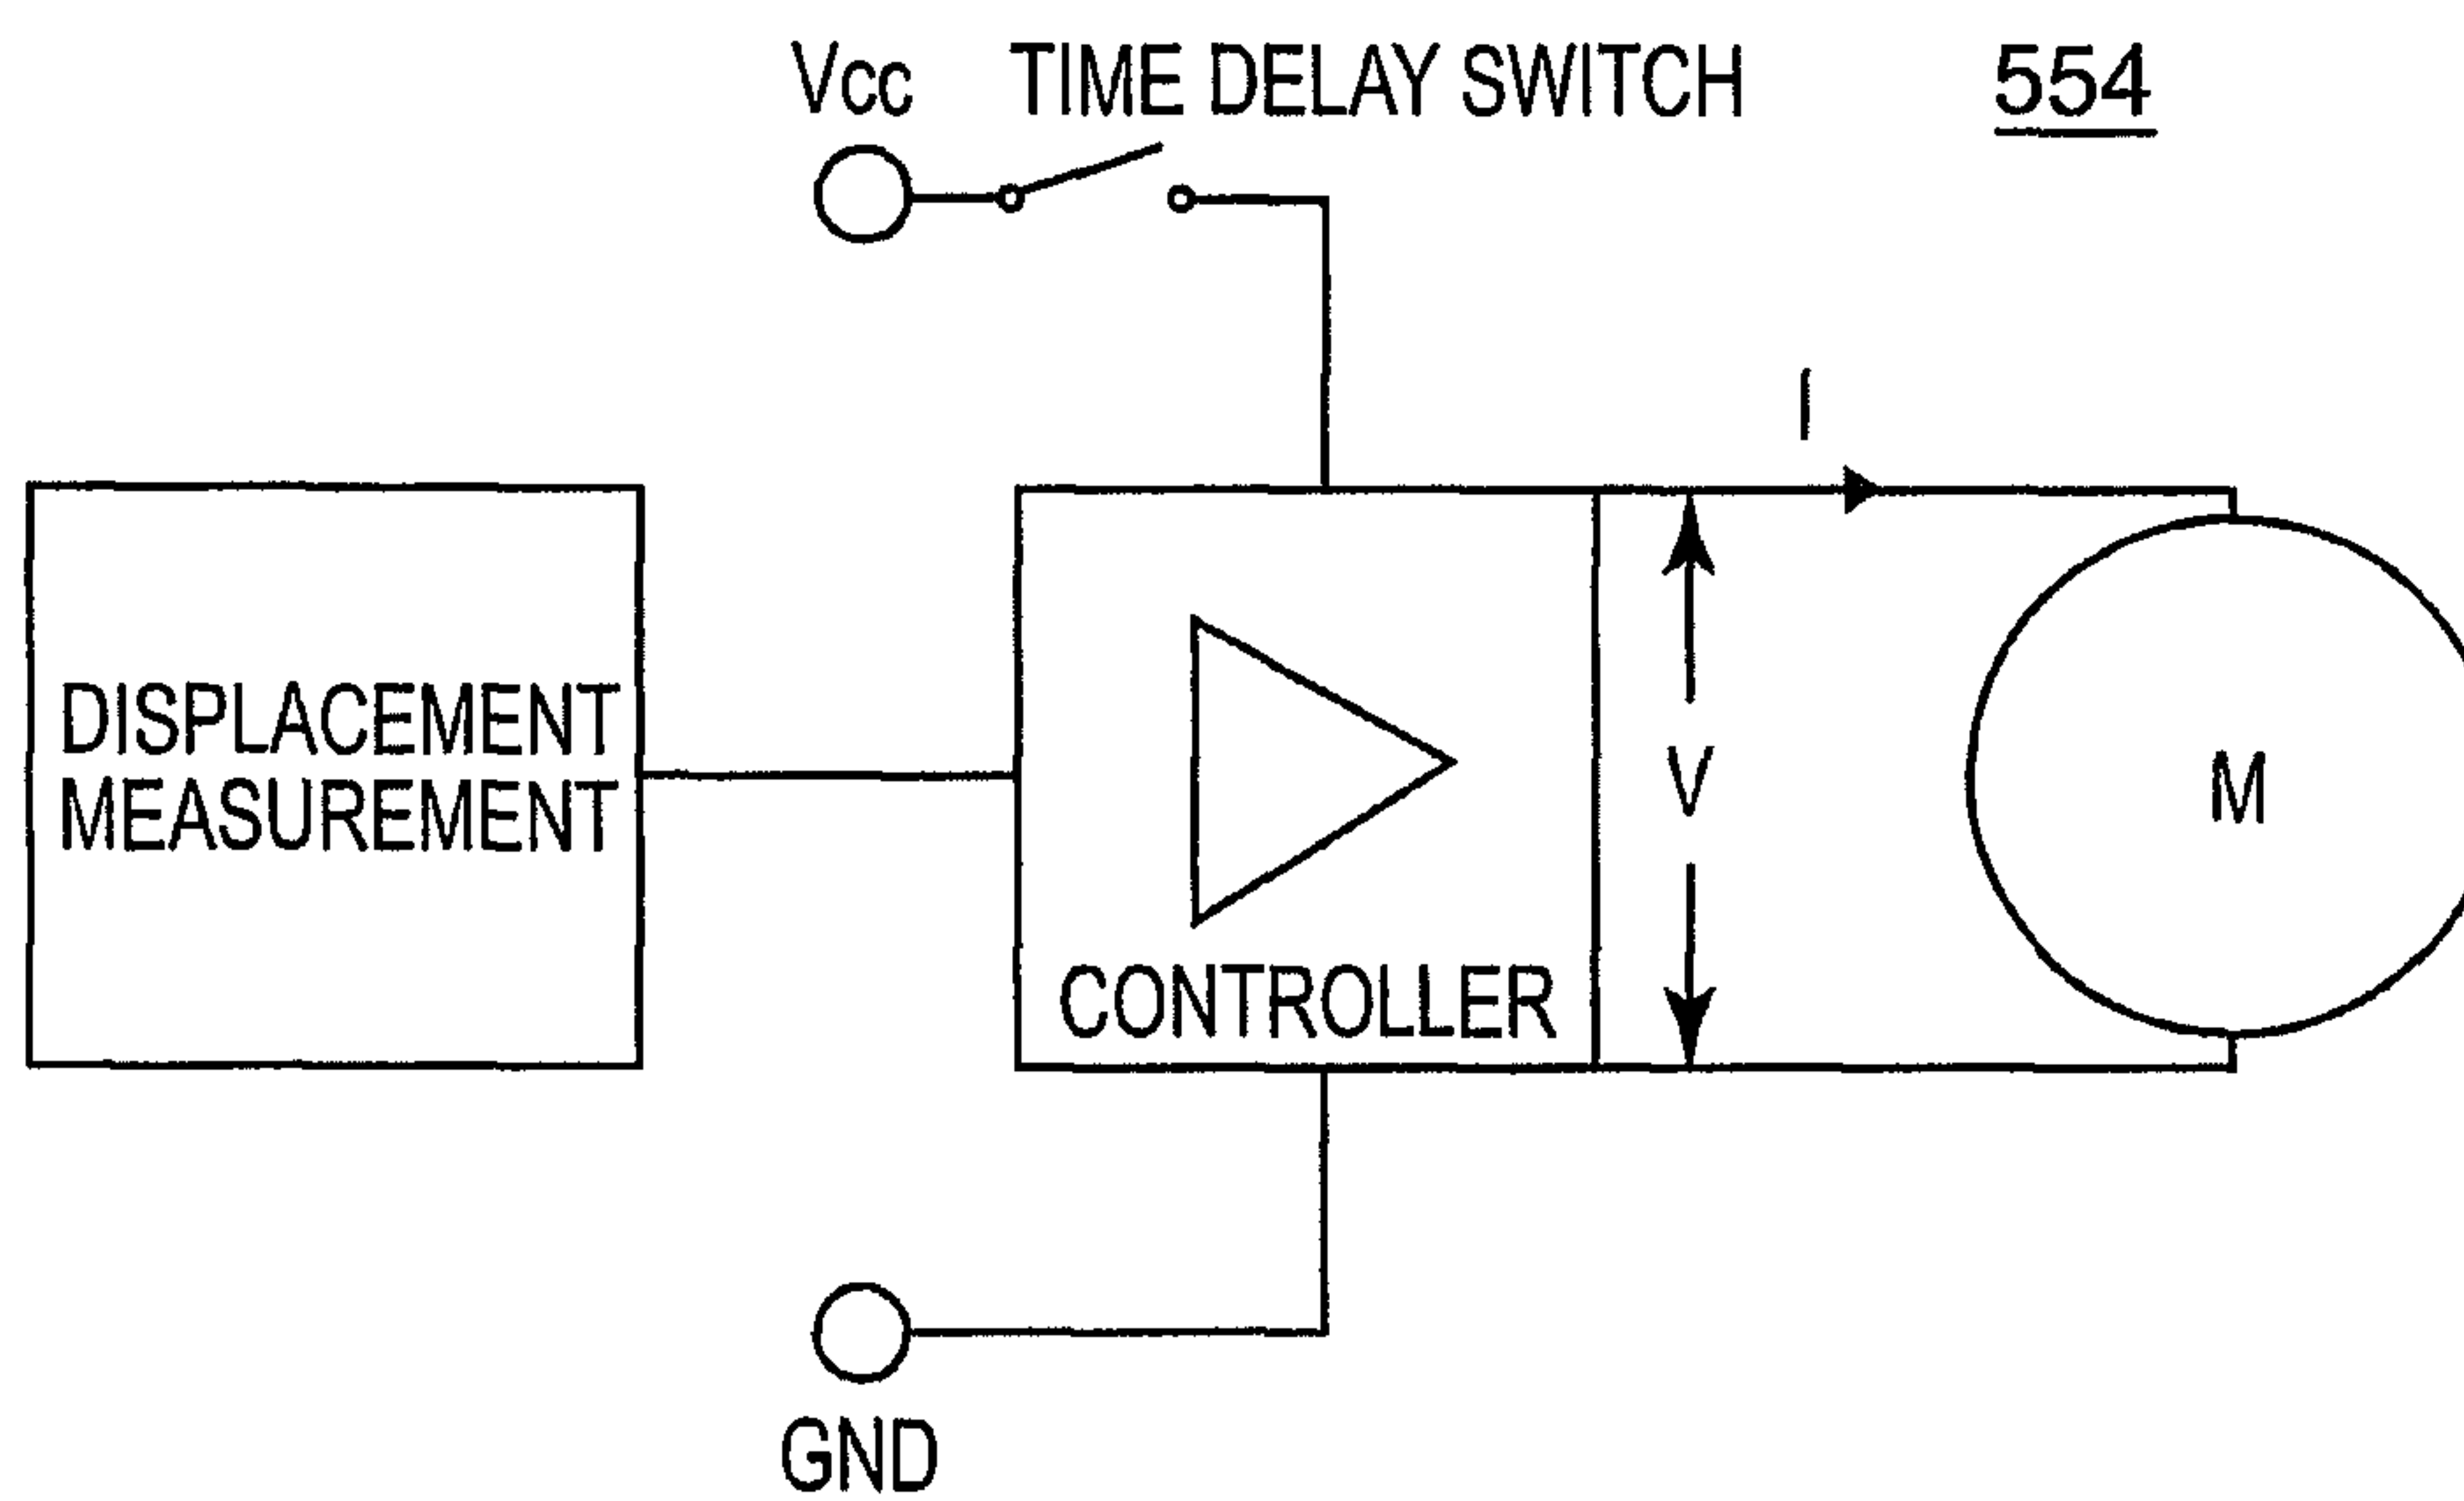 Vcc TIME DELAY SWITCH 554
I
DISPLACEMENT
MEASUREMENT
V
M
CONTROLLER
GND